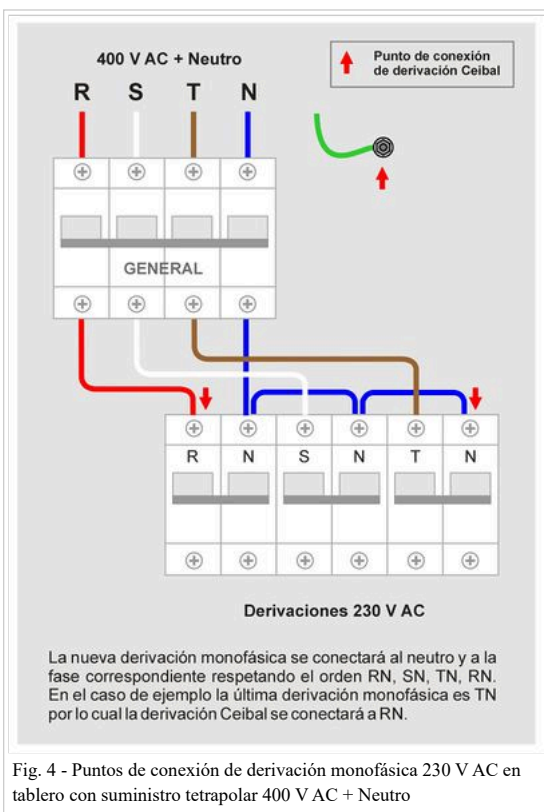 400 V AC + Neutro
Punto de conexión
de derivación Ceibal
R S T N
GENERAL
R N S N T N
Derivaciones 230 V AC
La nueva derivación monofásica se conectará al neutro y a la
fase correspondiente respetando el orden RN, SN, TN, RN.
En el caso de ejemplo la última derivación monofásica es TN
por lo cual la derivación Ceibal se conectará a RN.
Fig. 4 - Puntos de conexión de derivación monofásica 230 V AC en
tablero con suministro tetrapolar 400 V AC + Neutro